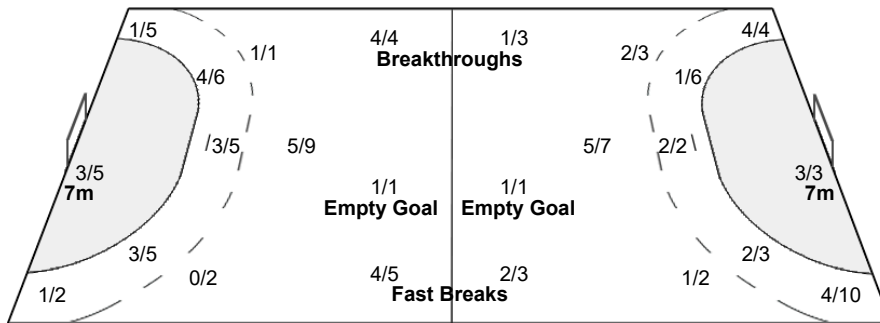 1/5 4/4 1/3 4/4
1/1 2/3
Breakthroughs
4/6 1/6
3/5 5/9 5/7 2/2
3/5 3/3
7m 7m
1/1 1/1
Empty Goal Empty Goal
3/5 2/3
0/2 4/5 2/3 1/2
1/2 4/10
Fast Breaks